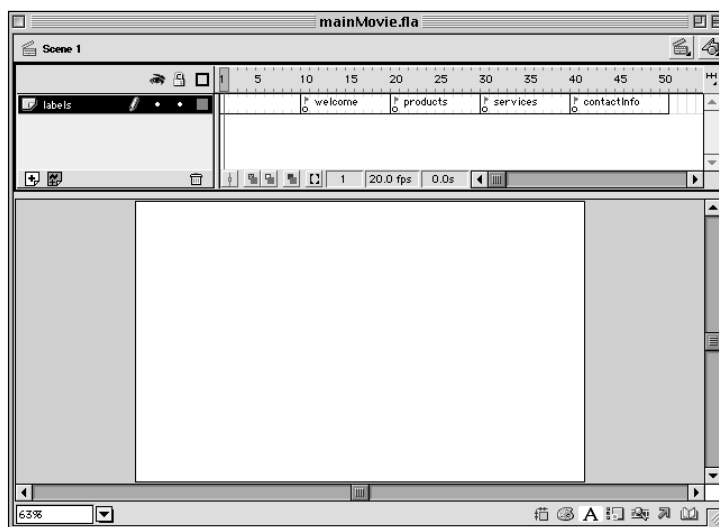 mainMovie.fla
Scene 1
1 5 10 15 20 25 30 35 40 45 50
labels welcome products services contactInfo
1 20.0 fps 0.0s
63%
A